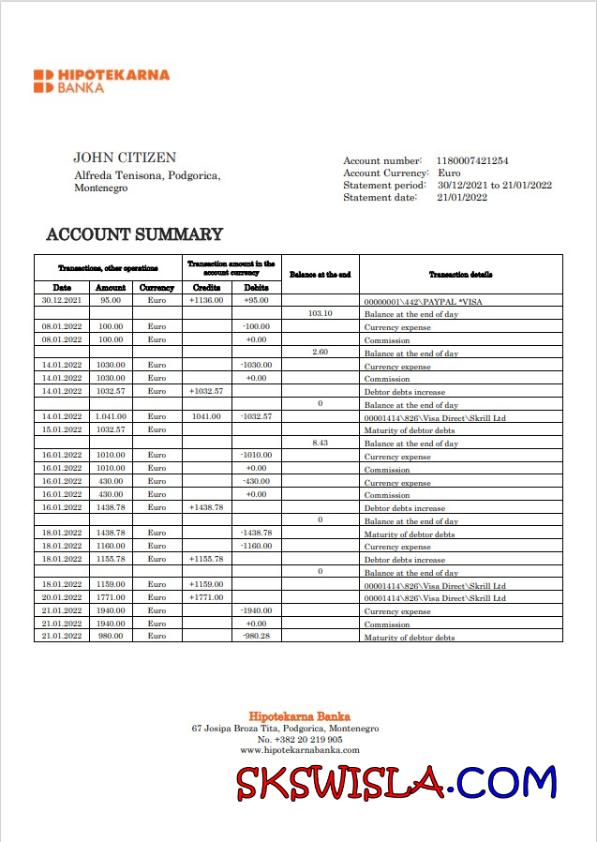 HIPOTEKARNA
BANKA
JOHN CITIZEN
Alfreda Tenisona, Podgorica,
Montenegro
Account number: 1180007421254
Account Currency: Euro
Statement period: 30/12/2021 to 21/01/2022
Statement date: 21/01/2022
ACCOUNT SUMMARY
Transactions, other operations Transaction amount in the account currency Balance at the end Transaction details
Date Amount Currency Credits Debits
30.12.2021 95.00 Euro +1136.00 +95.00 00000001\442\PAYPAL *VISA
103.10 Balance at the end of day
08.01.2022 100.00 Euro -100.00 Currency expense
08.01.2022 100.00 Euro +0.00 Commission
2.60 Balance at the end of day
14.01.2022 1030.00 Euro -1030.00 Currency expense
14.01.2022 1030.00 Euro +0.00 Commission
14.01.2022 1032.57 Euro +1032.57 Debtor debts increase
0 Balance at the end of day
14.01.2022 1.041.00 Euro 1041.00 -1032.57 00001414\826\Visa Direct\Skrill Ltd
15.01.2022 1032.57 Euro Maturity of debtor debts
8.43 Balance at the end of day
16.01.2022 1010.00 Euro -1010.00 Currency expense
16.01.2022 1010.00 Euro +0.00 Commission
16.01.2022 430.00 Euro -430.00 Currency expense
16.01.2022 430.00 Euro +0.00 Commission
16.01.2022 1438.78 Euro +1438.78 Debtor debts increase
0 Balance at the end of day
18.01.2022 1438.78 Euro -1438.78 Maturity of debtor debts
18.01.2022 1160.00 Euro -1160.00 Currency expense
18.01.2022 1155.78 Euro +1155.78 Debtor debts increase
0 Balance at the end of day
18.01.2022 1159.00 Euro +1159.00 00001414\826\Visa Direct\Skrill Ltd
20.01.2022 1771.00 Euro +1771.00 00001414\826\Visa Direct\Skrill Ltd
21.01.2022 1940.00 Euro -1940.00 Currency expense
21.01.2022 1940.00 Euro +0.00 Commission
21.01.2022 980.00 Euro -980.28 Maturity of debtor debts
Hipotekarna Banka
67 Josipa Broza Tita, Podgorica, Montenegro
No. +382 20 219 905
www.hipotekarnabanka.com
SKSWISLA.COM